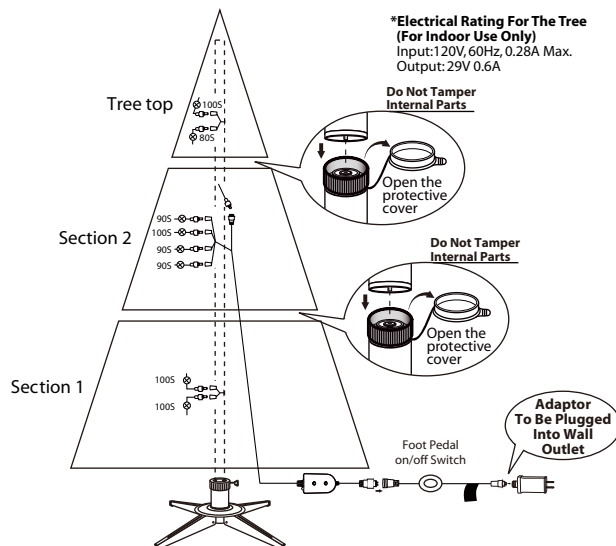 *Electrical Rating For The Tree
(For Indoor Use Only)
Input:120V, 60Hz, 0.28A Max.
Output: 29V 0.6A
Do Not Tamper
Internal Parts
Tree top
100S
80S
Open the
protective
cover
Section 2
90S
100S
90S
90S
Do Not Tamper
Internal Parts
Open the
protective
cover
Section 1
100S
100S
Foot Pedal
on/off Switch
Adaptor
To Be Plugged
Into Wall
Outlet